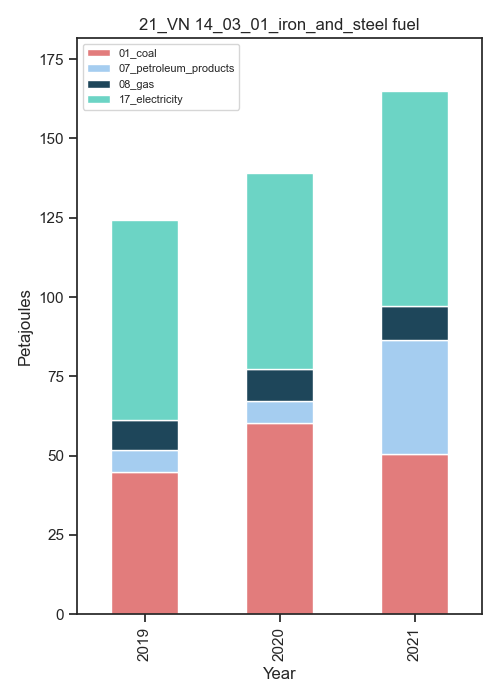 21_VN 14_03_01_iron_and_steel fuel
01_coal
07_petroleum_products
08_gas
17_electricity
175
150
125
100
75
50
25
0
Petajoules
2019
2020
2021
Year